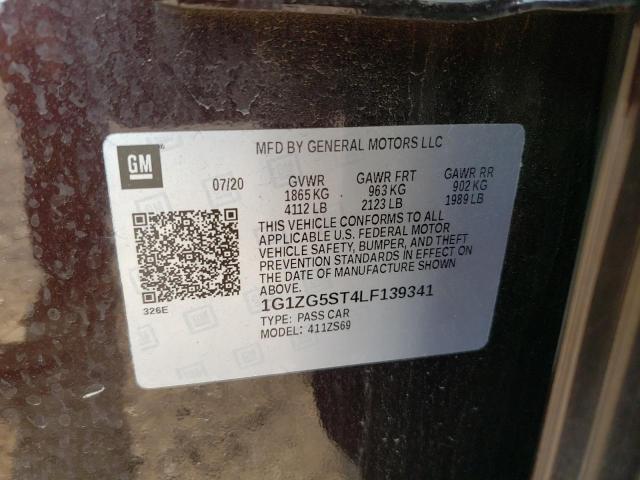 GM
MFD BY GENERAL MOTORS LLC
07/20 GVWR GAWR FRT GAWR RR
1865 KG 963 KG 902 KG
4112 LB 2123 LB 1989 LB
THIS VEHICLE CONFORMS TO ALL
APPLICABLE U.S. FEDERAL MOTOR
VEHICLE SAFETY, BUMPER, AND THEFT
PREVENTION STANDARDS IN EFFECT ON
THE DATE OF MANUFACTURE SHOWN
ABOVE.
326E
1G1ZG5ST4LF139341
TYPE: PASS CAR
MODEL: 411ZS69